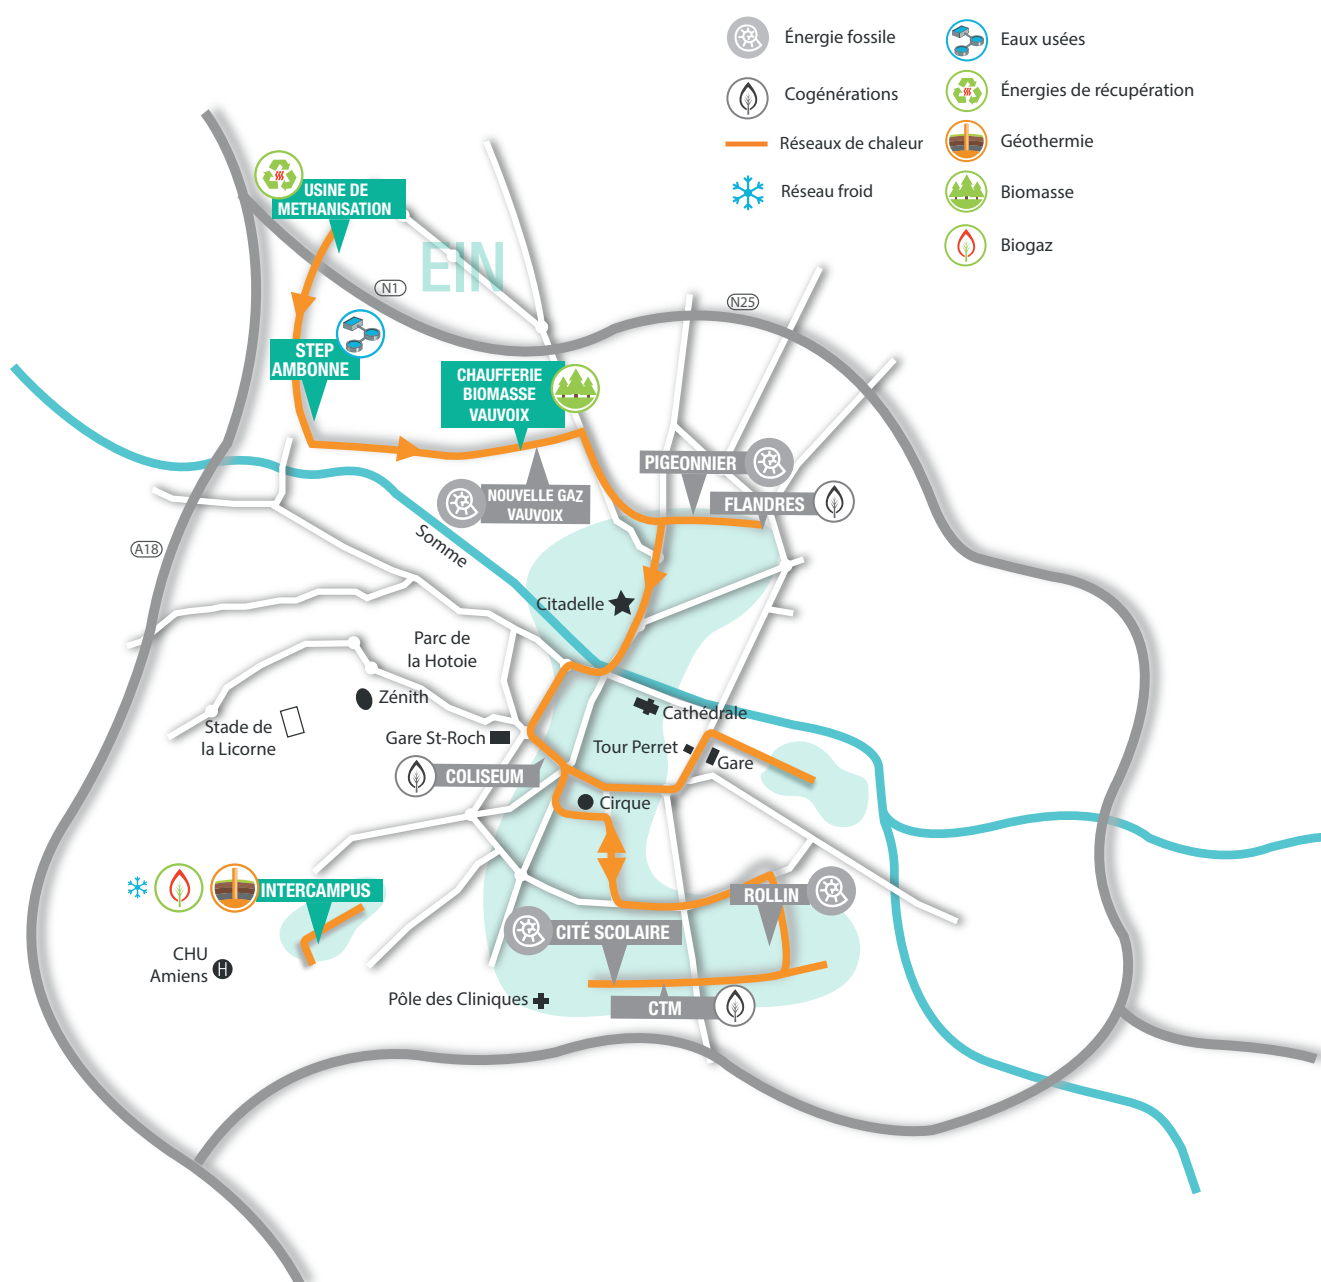 Énergie fossile
Eaux usées
Cogénérations
Énergies de récupération
Réseaux de chaleur
Géothermie
Réseau froid
Biomasse
Biogaz
USINE DE
METHANISATION
EIN
N1
N25
STEP
AMBONNE
CHAUFFERIE
BIOMASSE
VAUVOIX
PIGEONNIER
NOUVELLE GAZ
VAUVOIX
FLANDRES
Somme
A18
Citadelle
Parc de
la Hotoie
Zénith
Cathédrale
Stade de
la Licorne
Gare St-Roch
Tour Perret
Gare
COLISEUM
Cirque
INTERCAMPUS
ROLLIN
CITÉ SCOLAIRE
CHU
Amiens
H
Pôle des Cliniques
CTM